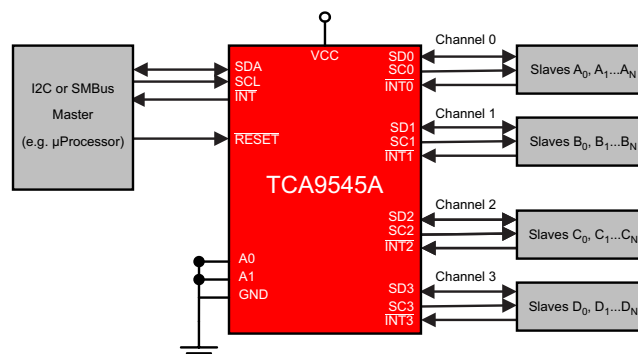 I2C or SMBus
Master
(e.g. µProcessor)
VCC
SDA
SCL
INT
RESET
TCA9545A
A0
A1
GND
SD0
SC0
INT0
SD1
SC1
INT1
SD2
SC2
INT2
SD3
SC3
INT3
Channel 0
Slaves A0, A1...AN
Channel 1
Slaves B0, B1...BN
Channel 2
Slaves C0, C1...CN
Channel 3
Slaves D0, D1...DN